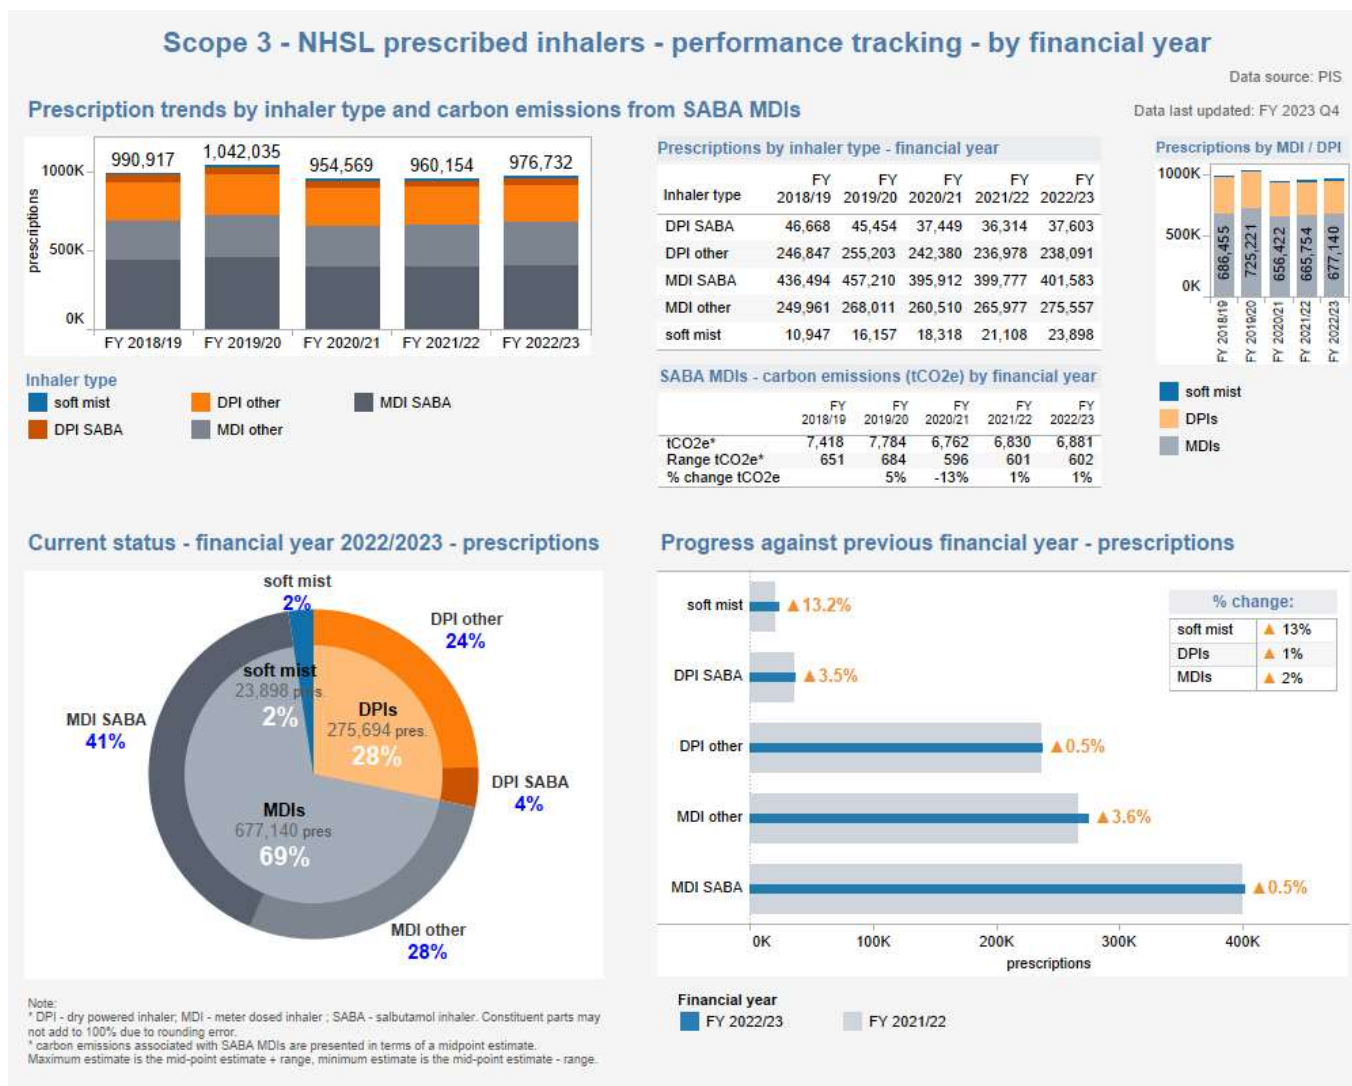 Scope 3 - NHSL prescribed inhalers - performance tracking - by financial year
Data source: PIS
Prescription trends by inhaler type and carbon emissions from SABA MDIs
Data last updated: FY 2023 Q4
prescriptions
1000K
500K
0K
990,917
1,042,035
954,569
960,154
976,732
FY 2018/19 FY 2019/20 FY 2020/21 FY 2021/22 FY 2022/23
Inhaler type
soft mist DPI other MDI SABA
DPI SABA MDI other
Prescriptions by inhaler type - financial year
Inhaler type FY 2018/19 FY 2019/20 FY 2020/21 FY 2021/22 FY 2022/23
DPI SABA 46,668 45,454 37,449 36,314 37,603
DPI other 246,847 255,203 242,380 236,978 238,091
MDI SABA 436,494 457,210 395,912 399,777 401,583
MDI other 249,961 268,011 260,510 265,977 275,557
soft mist 10,947 16,157 18,318 21,108 23,898
SABA MDIs - carbon emissions (tCO2e) by financial year
FY 2018/19 FY 2019/20 FY 2020/21 FY 2021/22 FY 2022/23
tCO2e* 7,418 7,784 6,762 6,830 6,881
Range tCO2e* 651 684 596 601 602
% change tCO2e 5% -13% 1% 1%
Prescriptions by MDI / DPI
1000K
500K
0K
686,455
725,221
656,422
665,754
677,140
FY 2018/19
FY 2019/20
FY 2020/21
FY 2021/22
FY 2022/23
soft mist
DPIs
MDIs
Current status - financial year 2022/2023 - prescriptions
soft mist
2%
DPI other
24%
soft mist
23,898 pres.
2%
DPIs
275,694 pres.
28%
MDI SABA
41%
DPI SABA
4%
MDIs
677,140 pres
69%
MDI other
28%
Note:
* DPI - dry powered inhaler; MDI - meter dosed inhaler ; SABA - salbutamol inhaler. Constituent parts may
not add to 100% due to rounding error.
* carbon emissions associated with SABA MDIs are presented in terms of a midpoint estimate.
Maximum estimate is the mid-point estimate + range, minimum estimate is the mid-point estimate - range.
Progress against previous financial year - prescriptions
soft mist ▲13.2%
DPI SABA ▲3.5%
DPI other ▲0.5%
MDI other ▲3.6%
MDI SABA ▲0.5%
0K 100K 200K 300K 400K
prescriptions
% change:
soft mist ▲ 13%
DPIs ▲ 1%
MDIs ▲ 2%
Financial year
FY 2022/23 FY 2021/22